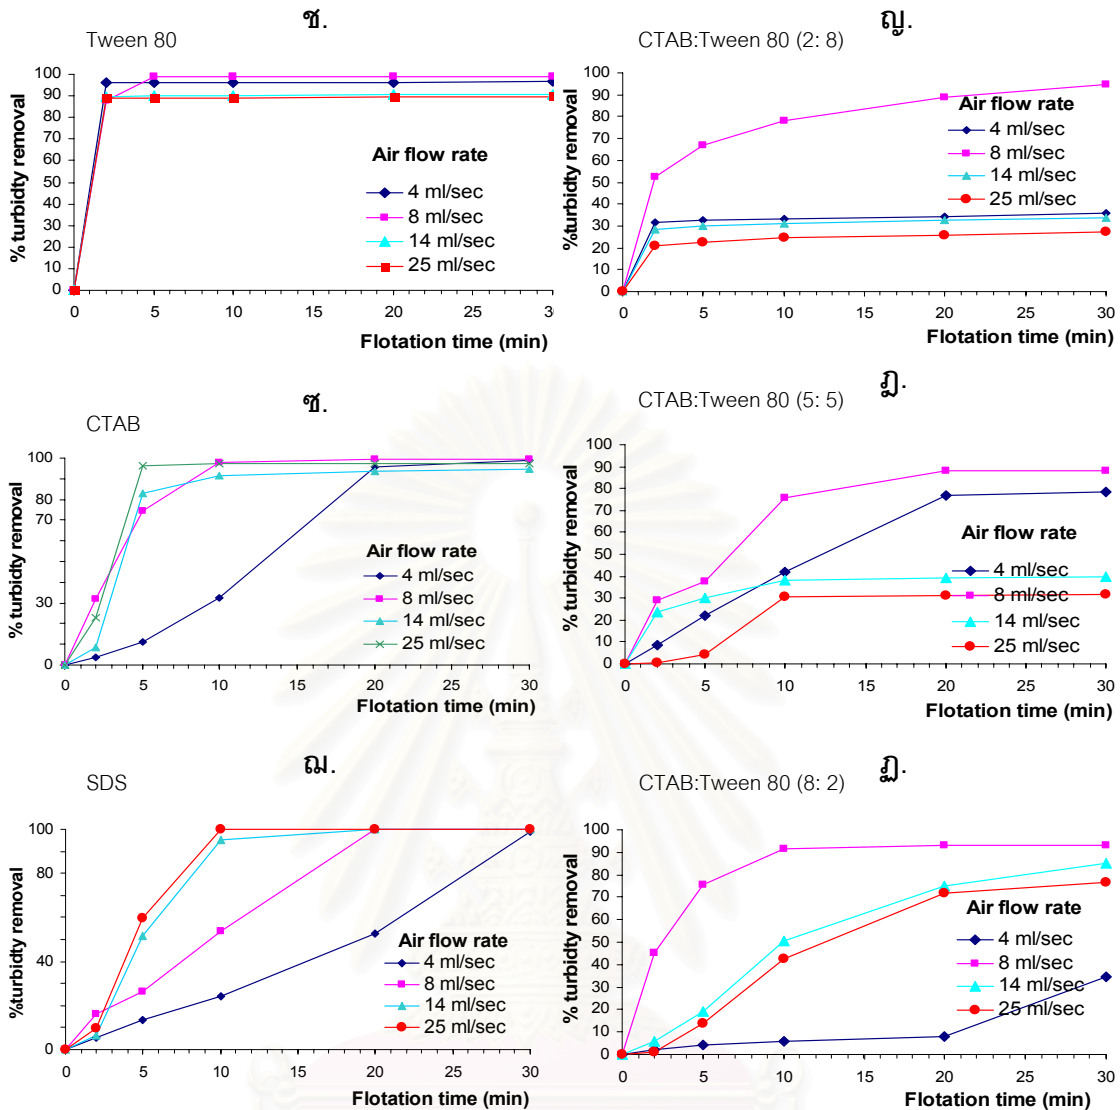 ช.
Tween 80
100
90
80
70
60
50
40
30
20
10
0
% turbidty removal
Air flow rate
4 ml/sec
8 ml/sec
14 ml/sec
25 ml/sec
0 5 10 15 20 25 30
Flotation time (min)
ญ.
CTAB:Tween 80 (2: 8)
100
90
80
70
60
50
40
30
20
10
0
%turbidity removal
Air flow rate
4 ml/sec
8 ml/sec
14 ml/sec
25 ml/sec
0 5 10 15 20 25 30
Flotation time (min)
ซ.
CTAB
100
80
70
30
0
% turbidty removal
Air flow rate
4 ml/sec
8 ml/sec
14 ml/sec
25 ml/sec
0 5 10 15 20 25 30
Flotation time (min)
ฎ.
CTAB:Tween 80 (5: 5)
100
90
80
70
60
50
40
30
20
10
0
% turbidty removal
Air flow rate
4 ml/sec
8 ml/sec
14 ml/sec
25 ml/sec
0 5 10 15 20 25 30
Flotation time (min)
ฌ.
SDS
100
80
40
0
%turbidty removal
Air flow rate
4 ml/sec
8 ml/sec
14 ml/sec
25 ml/sec
0 5 10 15 20 25 30
Flotation time (min)
ฏ.
CTAB:Tween 80 (8: 2)
100
90
80
70
60
50
40
30
20
10
0
% turbidty removal
Air flow rate
4 ml/sec
8 ml/sec
14 ml/sec
25 ml/sec
0 5 10 15 20 25 30
Flotation time (min)